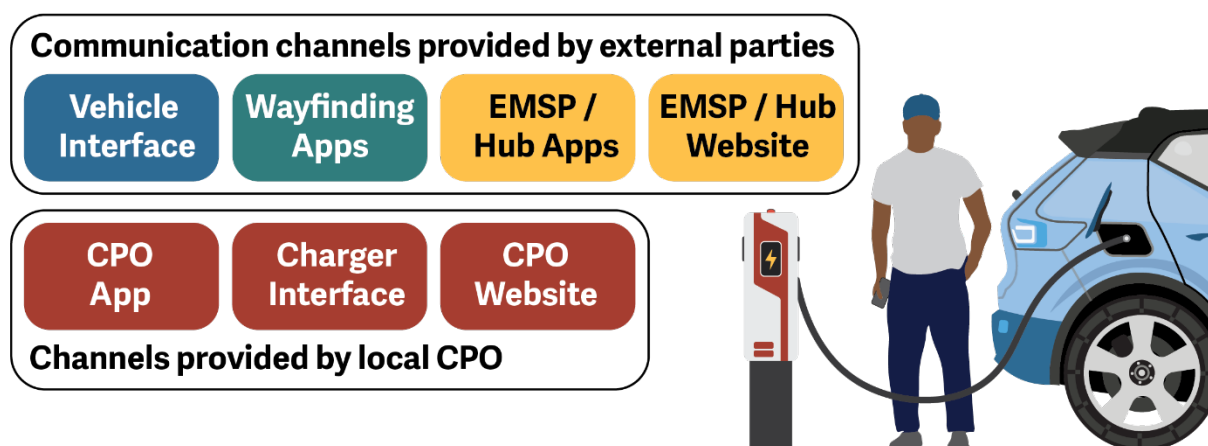 Communication channels provided by external parties
Vehicle
Interface
Wayfinding
Apps
EMSP /
Hub Apps
EMSP / Hub
Website
CPO
App
Charger
Interface
CPO
Website
Channels provided by local CPO